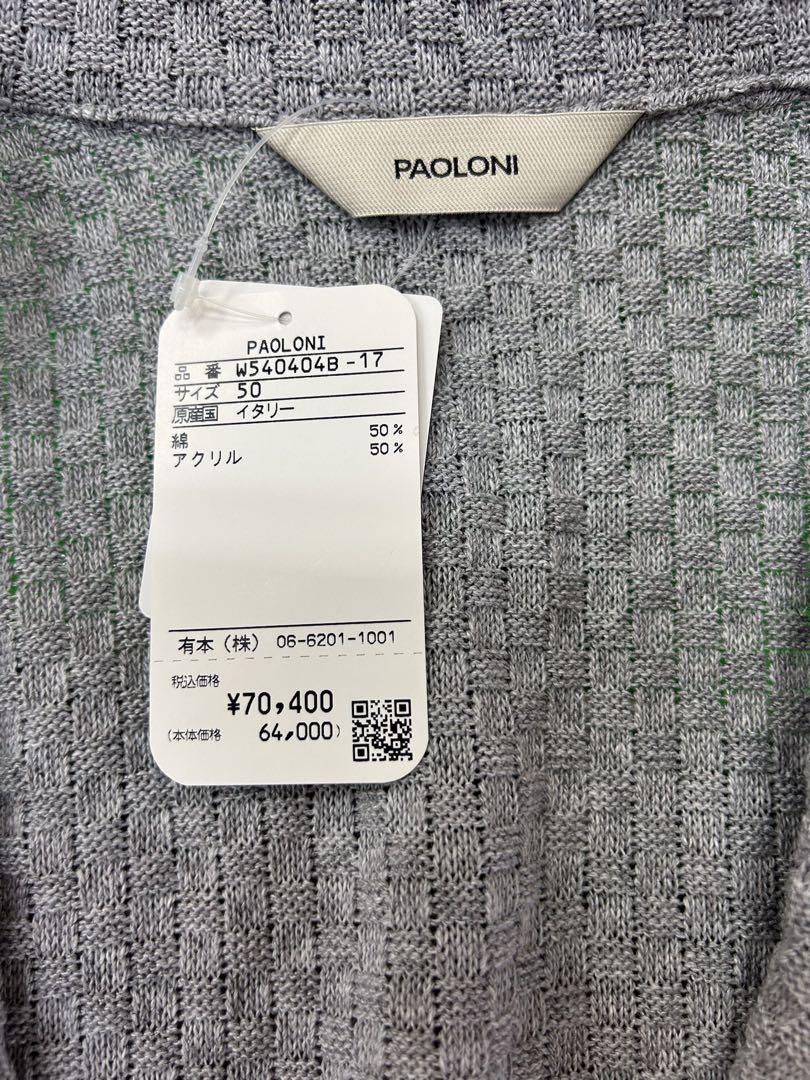 PAOLONI
PAOLONI
品 番 W540404B-17
サイズ 50
原産国 イタリー
綿 50%
アクリル 50%
有本(株) 06-6201-1001
税込価格
¥70,400
(本体価格 64,000)